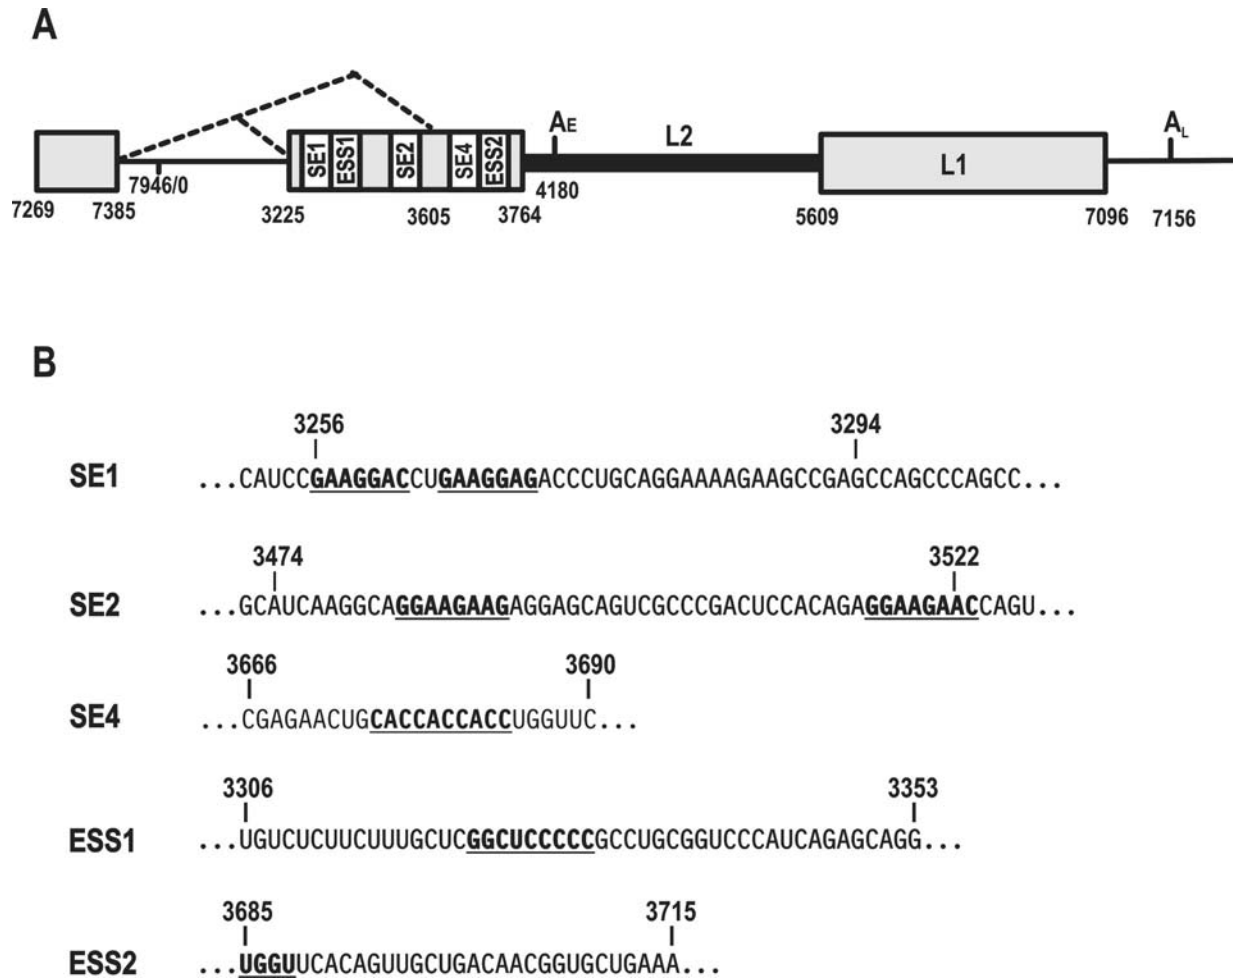 A
AE
L2
AL
SE1
ESS1
SE2
SE4
ESS2
L1
7946/0
4180
7269
7385
3225
3605
3764
5609
7096
7156
B
3256
3294
SE1
...CAUCCGAAGGACCUGAAGGAGACCCUGCAGGAAAAGAAGCCGAGCCAGCCCAGCC...
3474
3522
SE2
...GCAUCAAGGCAGGAAGAAGAGGAGCAGUCGCCCGACUCCACAGAGGAAGAACCAGU...
3666
3690
SE4
...CGAGAACUGCACCACCACCUGGUUC...
3306
3353
ESS1
...UGUCUCUUCUUUGCUCGGCUCCCCCGCCUGCGGUCCCAUCAGAGCAGG...
3685
3715
ESS2
...UGGUUCACAGUUGCUGACAACGGUGCUGAAA...